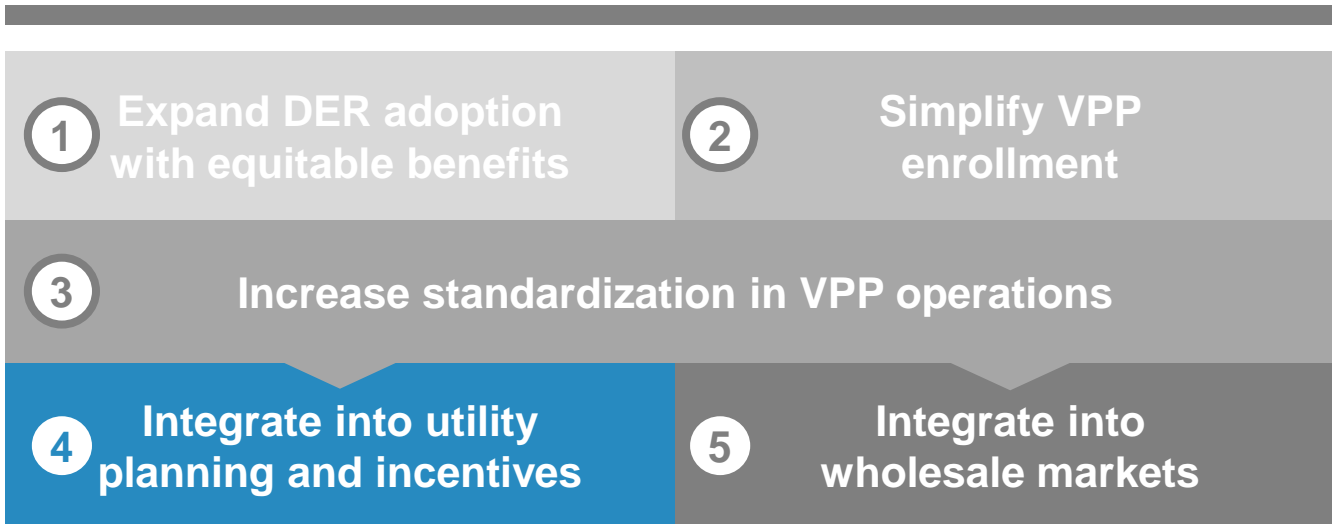 1
Expand DER adoption
with equitable benefits
2
Simplify VPP
enrollment
3
Increase standardization in VPP operations
4
Integrate into utility
planning and incentives
5
Integrate into
wholesale markets